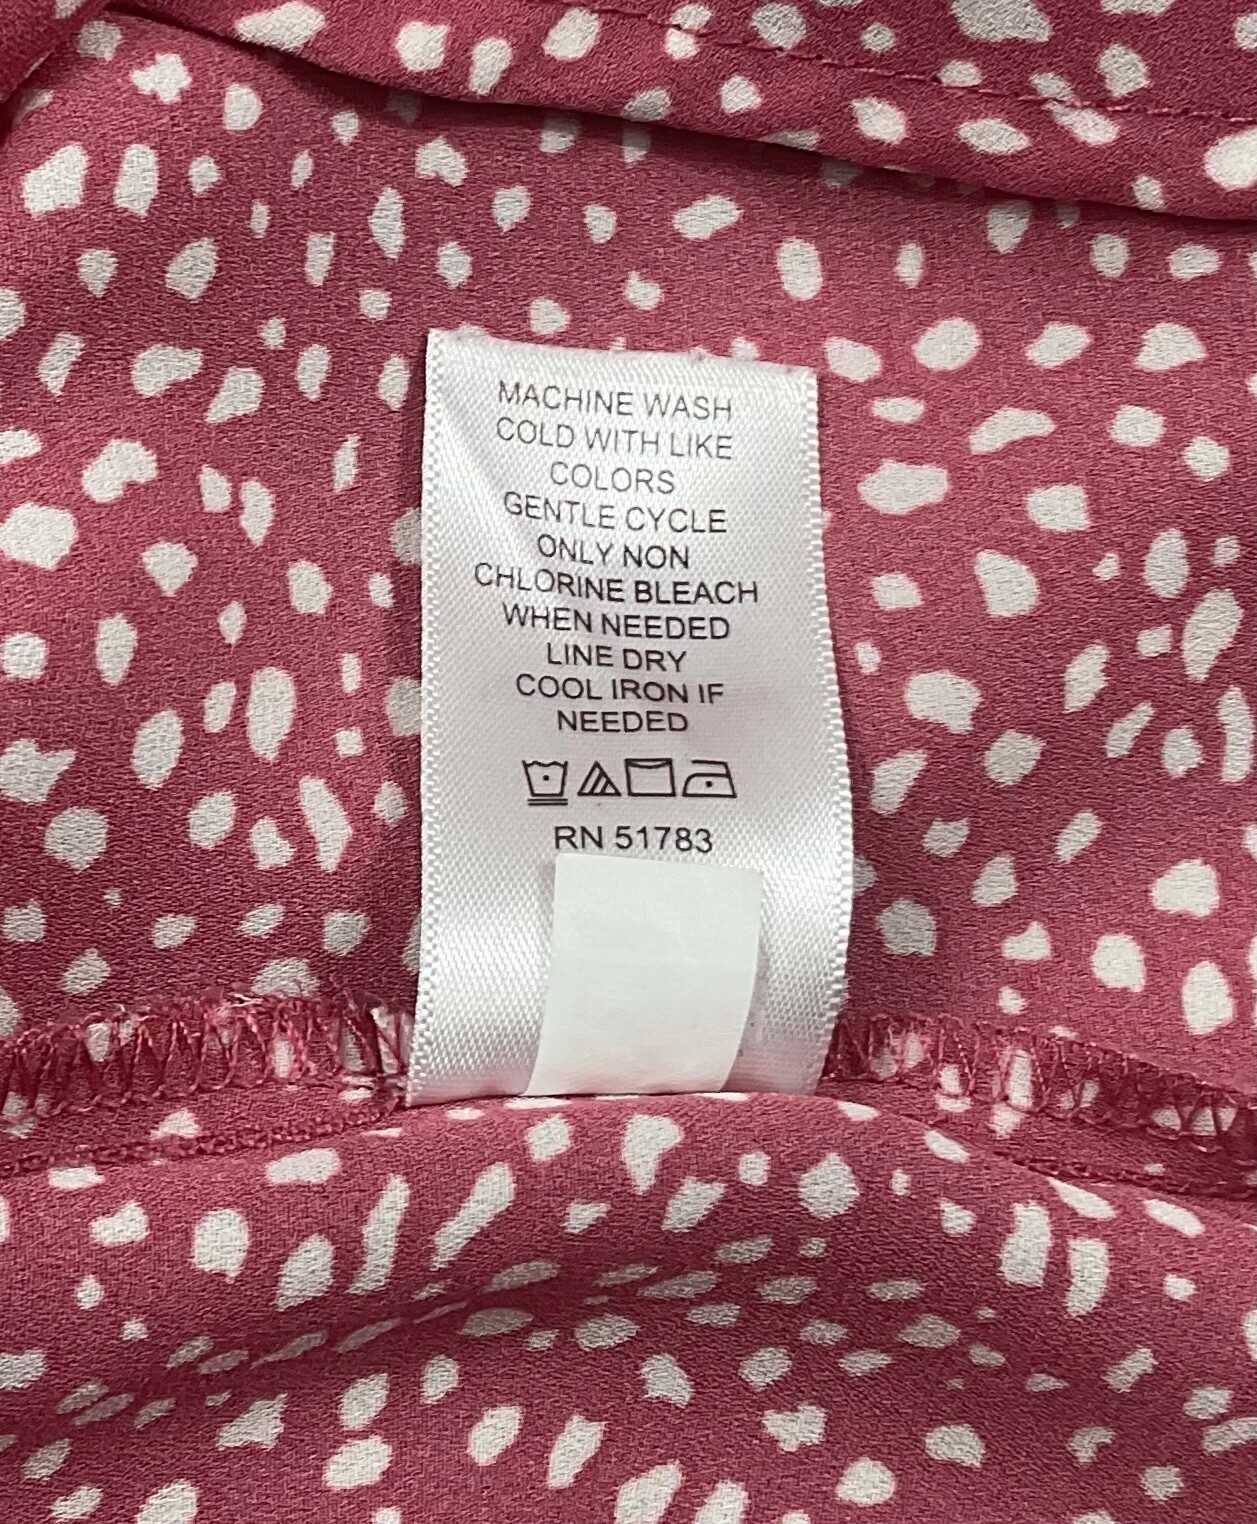 MACHINE WASH
COLD WITH LIKE
COLORS
GENTLE CYCLE
ONLY NON
CHLORINE BLEACH
WHEN NEEDED
LINE DRY
COOL IRON IF
NEEDED
RN 51783